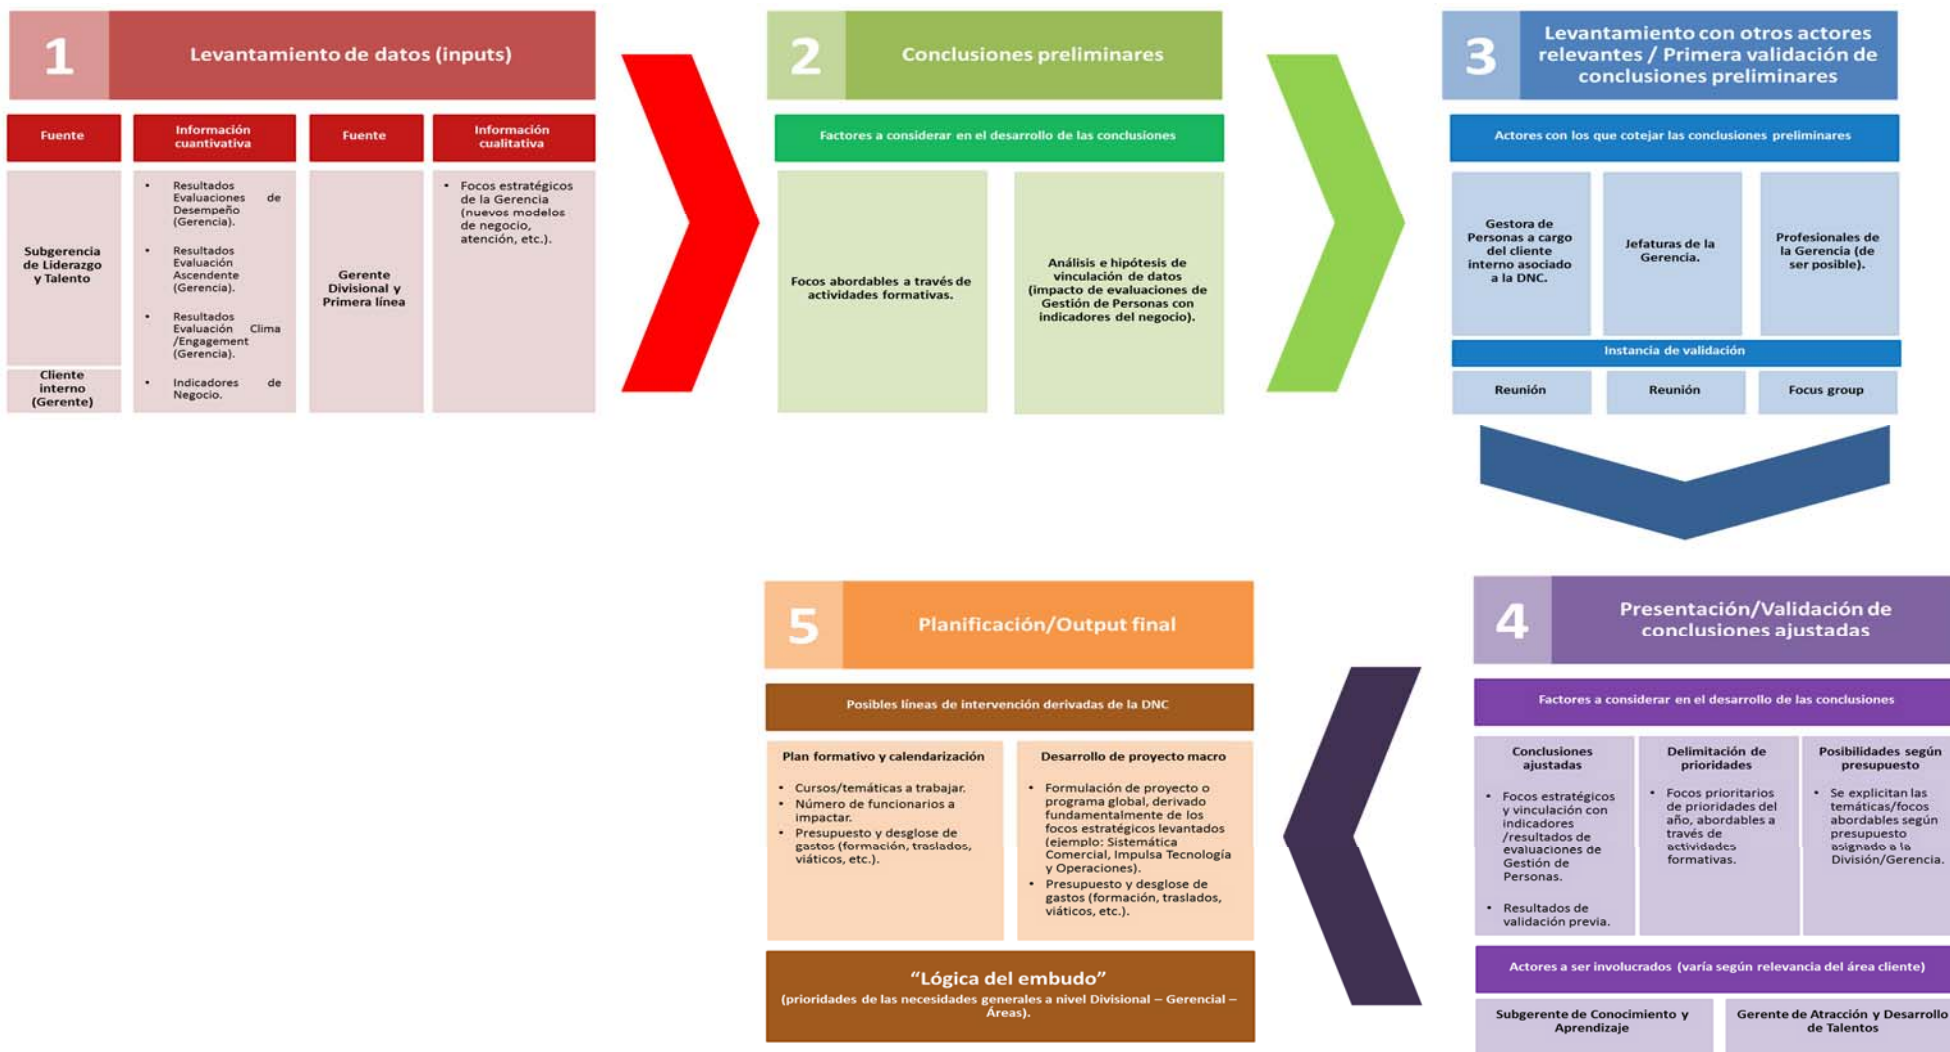 1
Levantamiento de datos (inputs)
Fuente
Información
cuantivativa
Fuente
Información
cualitativa
Subgerencia
de Liderazgo
y Talento
Cliente
interno
(Gerente)
• Resultados
Evaluaciones de
Desempeño
(Gerencia).
• Resultados
Evaluación
Ascendente
(Gerencia).
• Resultados
Evaluación Clima
/Engagement
(Gerencia).
• Indicadores de
Negocio.
Gerente
Divisional y
Primera línea
• Focos estratégicos
de la Gerencia
(nuevos modelos
de negocio,
atención, etc.).
2
Conclusiones preliminares
Factores a considerar en el desarrollo de las conclusiones
Focos abordables a través de
actividades formativas.
Análisis e hipótesis de
vinculación de datos
(impacto de evaluaciones de
Gestión de Personas con
indicadores del negocio).
3
Levantamiento con otros actores
relevantes / Primera validación de
conclusiones preliminares
Actores con los que cotejar las conclusiones preliminares
Gestora de
Personas a cargo
del cliente
interno asociado
a la DNC.
Jefaturas de la
Gerencia.
Profesionales de
la Gerencia (de
ser posible).
Instancia de validación
Reunión
Reunión
Focus group
4
Presentación/Validación de
conclusiones ajustadas
Factores a considerar en el desarrollo de las conclusiones
Conclusiones
ajustadas
• Focos estratégicos
y vinculación con
indicadores
/resultados de
evaluaciones de
Gestión de
Personas.
• Resultados de
validación previa.
Delimitación de
prioridades
• Focos prioritarios
de prioridades del
año, abordables a
través de
actividades
formativas.
Posibilidades según
presupuesto
• Se explicitan las
temáticas/focos
abordables según
presupuesto
asignado a la
División/Gerencia.
Actores a ser involucrados (varía según relevancia del área cliente)
Subgerente de Conocimiento y
Aprendizaje
Gerente de Atracción y Desarrollo
de Talentos
5
Planificación/Output final
Posibles líneas de intervención derivadas de la DNC
Plan formativo y calendarización
• Cursos/temáticas a trabajar.
• Número de funcionarios a
impactar.
• Presupuesto y desglose de
gastos (formación, traslados,
viáticos, etc.).
Desarrollo de proyecto macro
• Formulación de proyecto o
programa global, derivado
fundamentalmente de los
focos estratégicos levantados
(ejemplo: Sistemática
Comercial, Impulsa Tecnología
y Operaciones).
• Presupuesto y desglose de
gastos (formación, traslados,
viáticos, etc.).
“Lógica del embudo”
(prioridades de las necesidades generales a nivel Divisional – Gerencial –
Áreas).